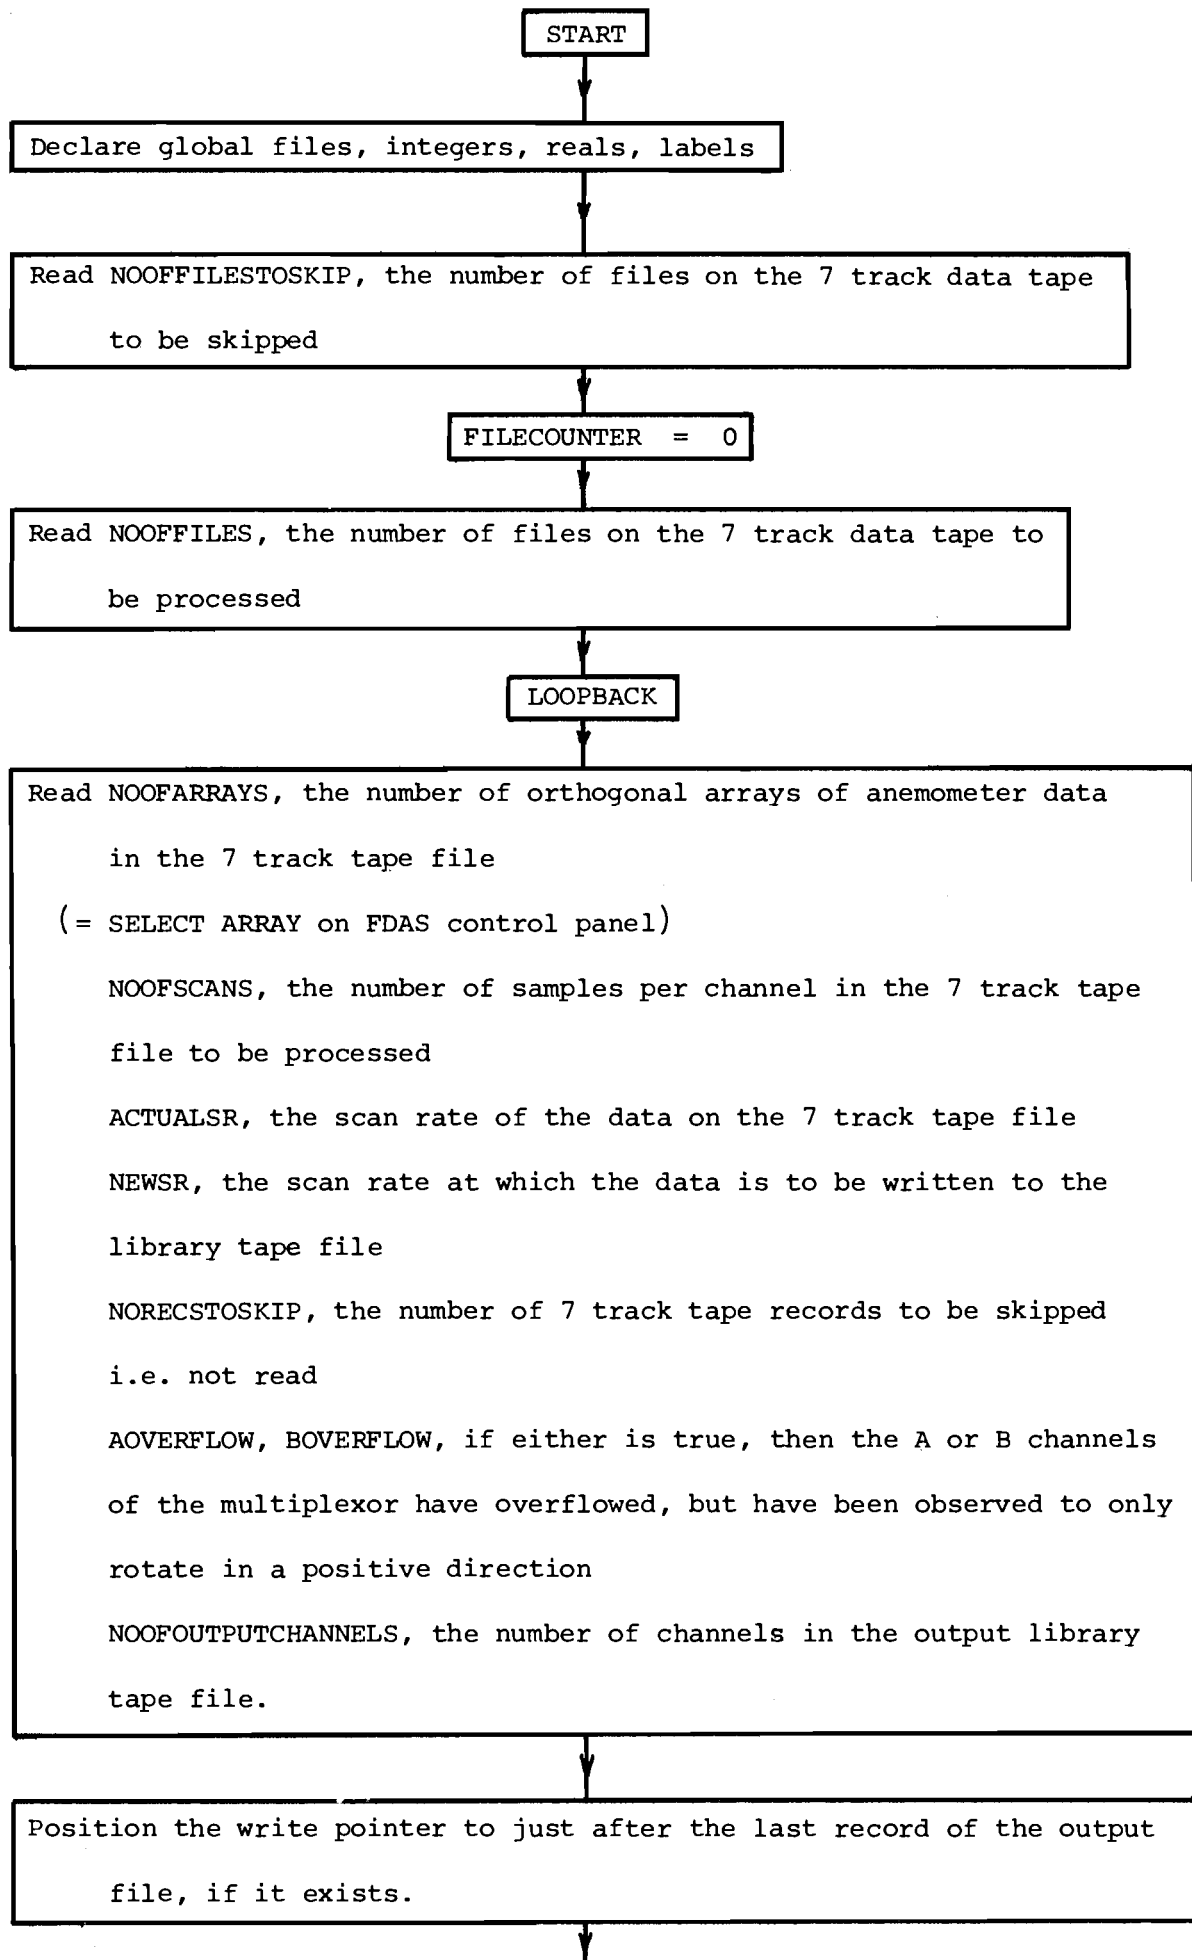 START
Declare global files, integers, reals, labels
Read NOOFFILESTOSKIP, the number of files on the 7 track data tape
to be skipped
FILECOUNTER = 0
Read NOOFFILES, the number of files on the 7 track data tape to
be processed
LOOPBACK
Read NOOFARRAYS, the number of orthogonal arrays of anemometer data
in the 7 track tape file
(= SELECT ARRAY on FDAS control panel)
NOOFSCANS, the number of samples per channel in the 7 track tape
file to be processed
ACTUALSR, the scan rate of the data on the 7 track tape file
NEWSR, the scan rate at which the data is to be written to the
library tape file
NORECSTOSKIP, the number of 7 track tape records to be skipped
i.e. not read
AOVERFLOW, BOVERFLOW, if either is true, then the A or B channels
of the multiplexor have overflowed, but have been observed to only
rotate in a positive direction
NOOFOUTPUTCHANNELS, the number of channels in the output library
tape file.
Position the write pointer to just after the last record of the output
file, if it exists.